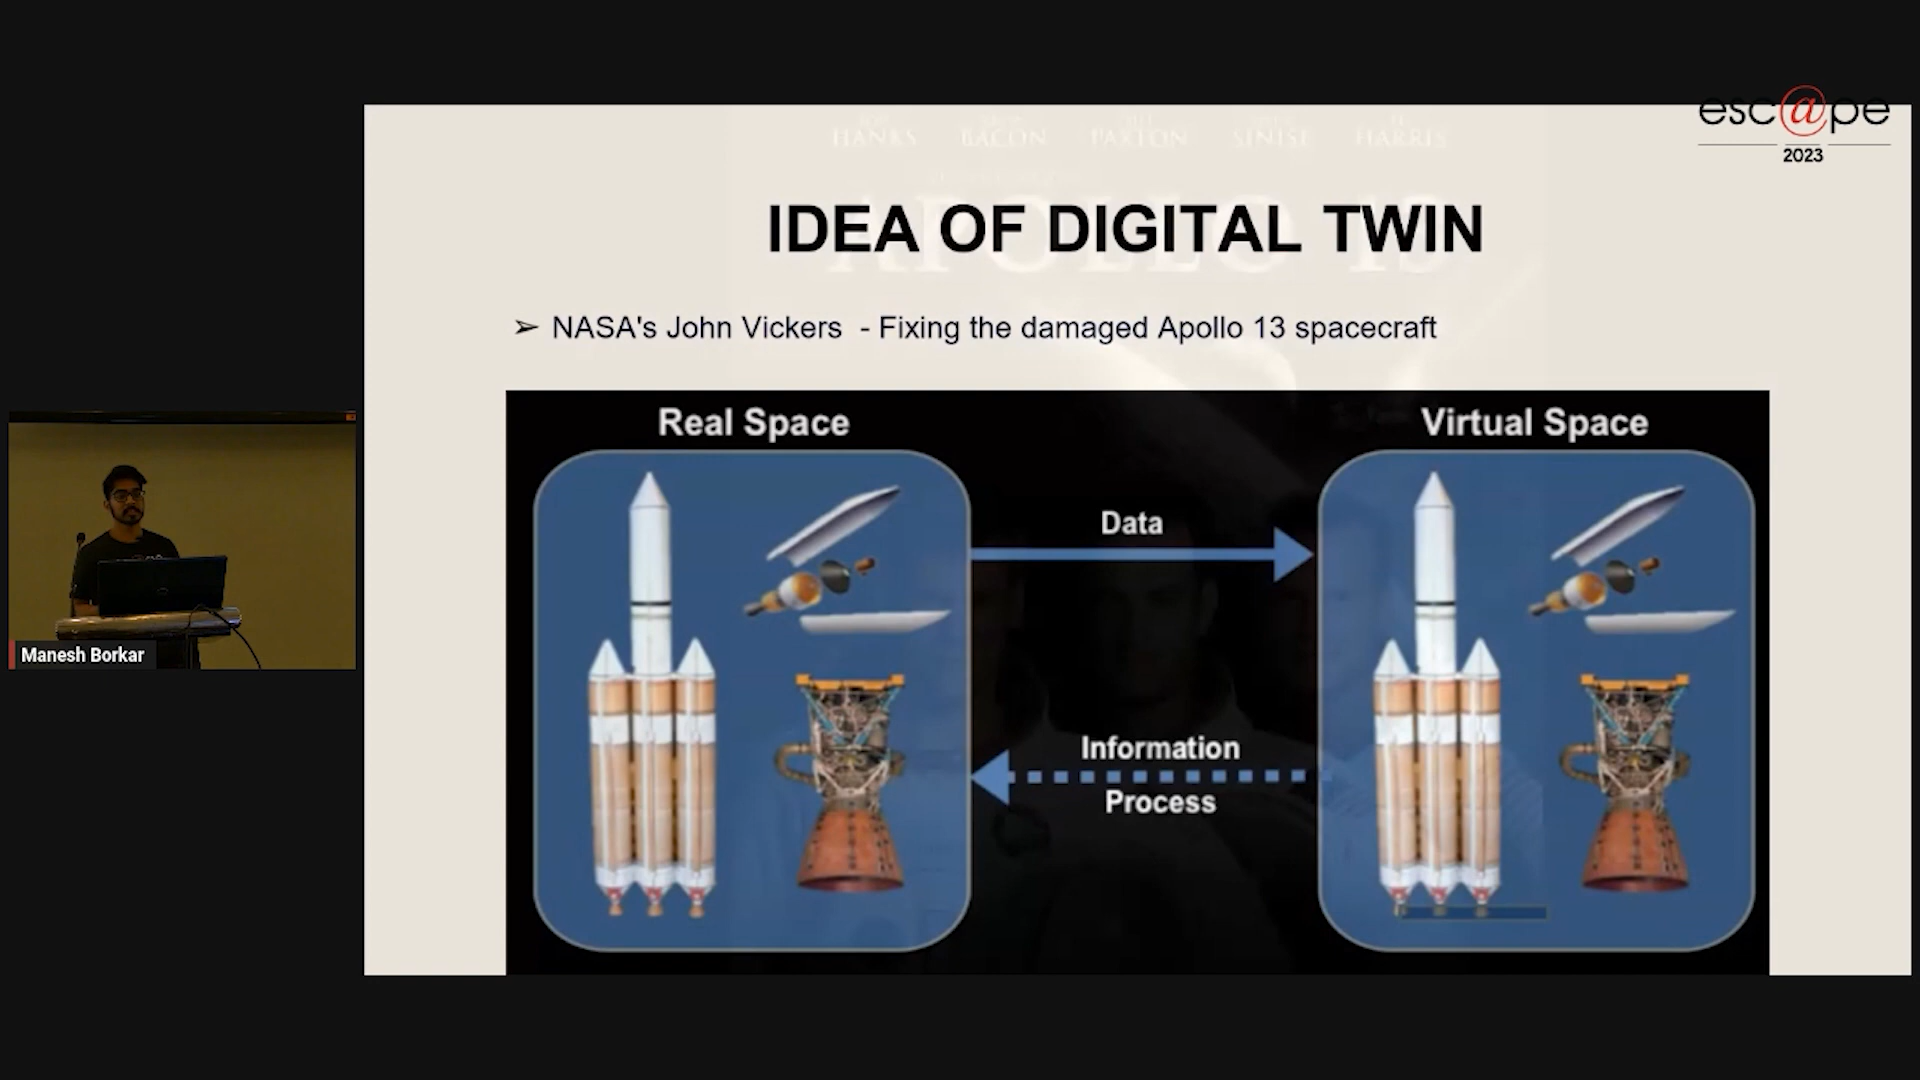 esc@pe
2023
HANKS BACON PAXTON SINISE HARRIS
APOLLO 13
IDEA OF DIGITAL TWIN
➢ NASA's John Vickers - Fixing the damaged Apollo 13 spacecraft
Real Space
Virtual Space
Data
Information
Process
Manesh Borkar